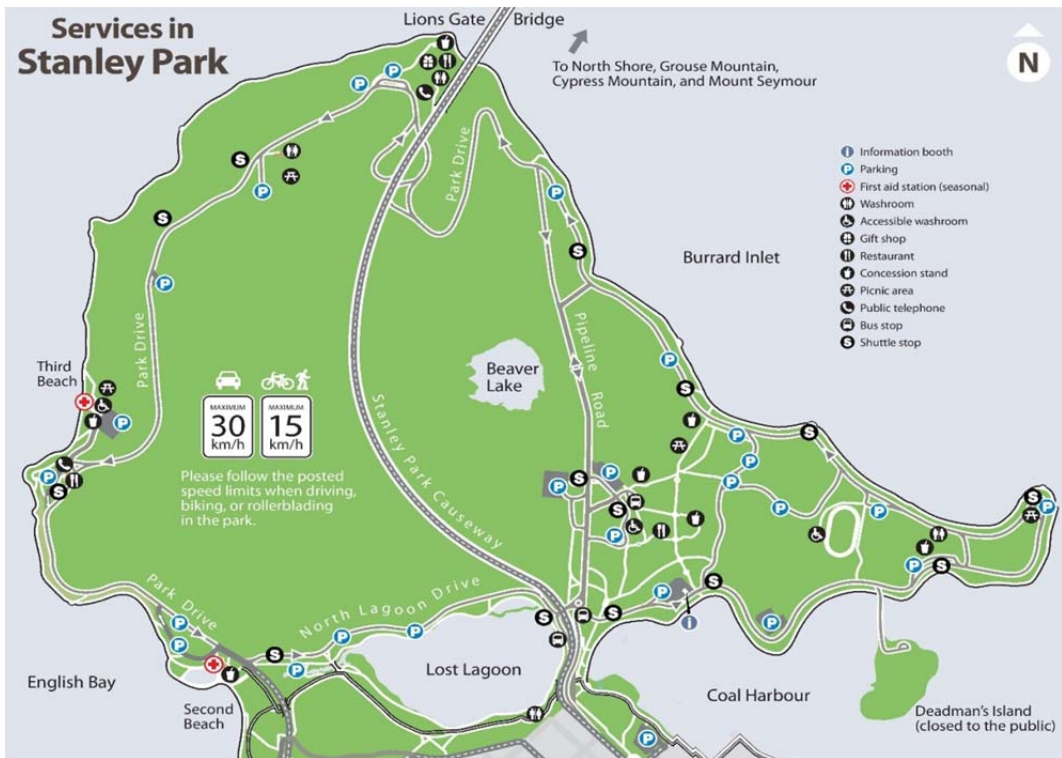 Services in
Stanley Park
Lions Gate Bridge
To North Shore, Grouse Mountain,
Cypress Mountain, and Mount Seymour
N
i Information booth
P Parking
First aid station (seasonal)
Washroom
Accessible washroom
Gift shop
Restaurant
Concession stand
Picnic area
Public telephone
Bus stop
S Shuttle stop
Park Drive
Burrard Inlet
Park Drive
Pipeline
Road
Third
Beach
Beaver
Lake
MAXIMUM
30
km/h
MAXIMUM
15
km/h
Please follow the posted
speed limits when driving,
biking, or rollerblading
in the park.
Stanley Park Causeway
Park Drive
North Lagoon Drive
English Bay
Second
Beach
Lost Lagoon
Coal Harbour
Deadman's Island
(closed to the public)